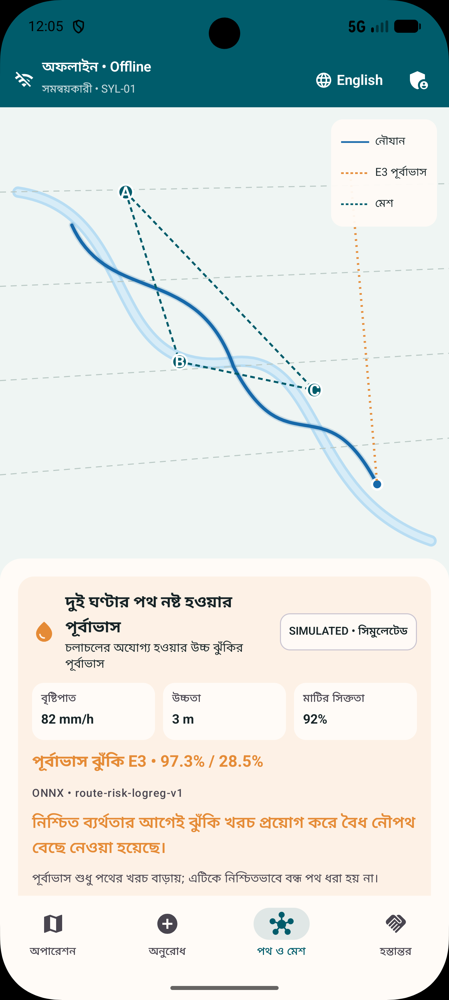 12:05
5G
অফলাইন • Offline
সমন্বয়কারী • SYL-01
English
নৌযান
E3 পূর্বাভাস
মেশ
A
B
C
দুই ঘণ্টার পথ নষ্ট হওয়ার
পূর্বাভাস
চলাচলের অযোগ্য হওয়ার উচ্চ ঝুঁকির
পূর্বাভাস
SIMULATED • সিমুলেটেড
বৃষ্টিপাত
82 mm/h
উচ্চতা
3 m
মাটির সিক্ততা
92%
পূর্বাভাস ঝুঁকি E3 • 97.3% / 28.5%
ONNX • route-risk-logreg-v1
নিশ্চিত ব্যর্থতার আগেই ঝুঁকি খরচ প্রয়োগ করে বৈধ নৌপথ
বেছে নেওয়া হয়েছে।
পূর্বাভাস শুধু পথের খরচ বাড়ায়; এটিকে নিশ্চিতভাবে বন্ধ পথ ধরা হয় না।
অপারেশন
অনুরোধ
পথ ও মেশ
হস্তান্তর